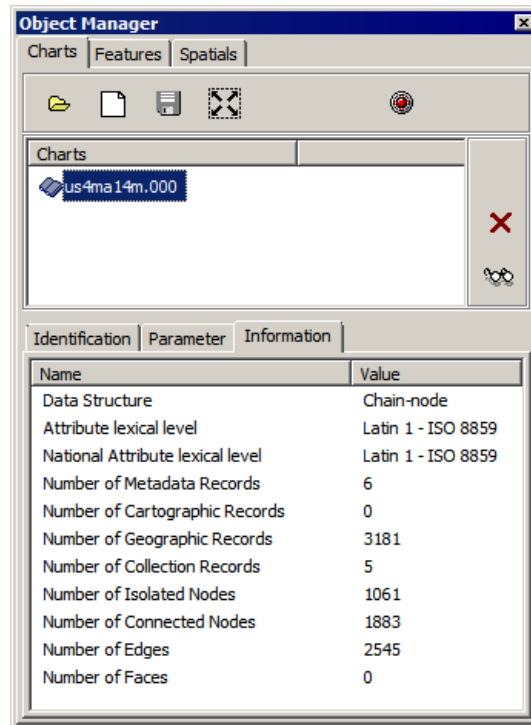 Object Manager
Charts Features Spatials
Charts
us4ma14m.000
Identification Parameter Information
Name Value
Data Structure Chain-node
Attribute lexical level Latin 1 - ISO 8859
National Attribute lexical level Latin 1 - ISO 8859
Number of Metadata Records 6
Number of Cartographic Records 0
Number of Geographic Records 3181
Number of Collection Records 5
Number of Isolated Nodes 1061
Number of Connected Nodes 1883
Number of Edges 2545
Number of Faces 0